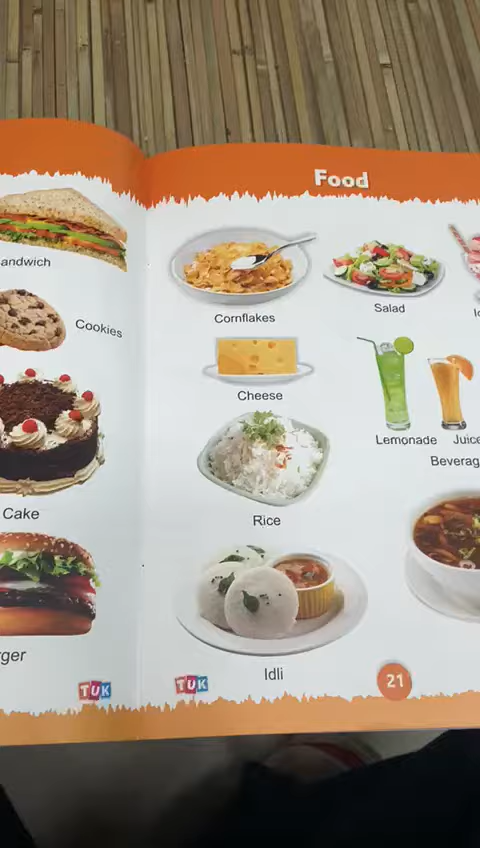 andwich
Cookies
Cake
rger
TUK
Food
Cornflakes
Salad
Cheese
Lemonade Juice
Beverag
Rice
Idli
TUK
21